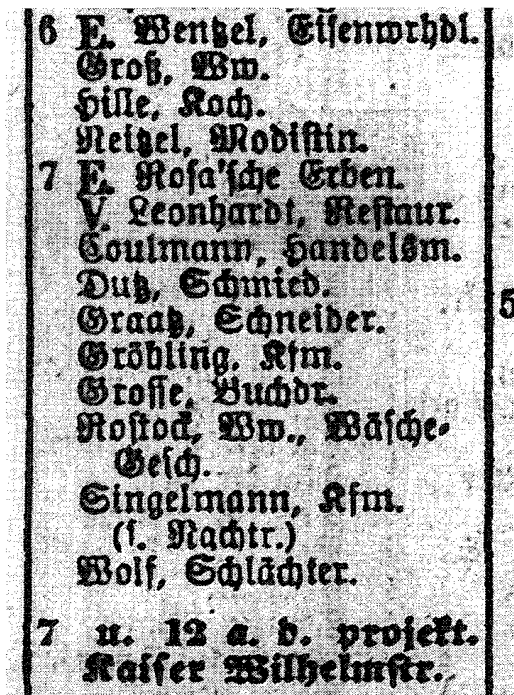 6 E. Wentzel, Eisenwrhdl.
Groß, Ww.
Hille, Koch.
Neitzel, Modistin.
7 E. Rosa'sche Erben.
V. Leonhardt, Restaur.
Coulmann, Handelsm.
Dutz, Schmied.
Graatz, Schneider.
Gröhling, Kfm.
Grosse, Buchdr.
Rostock, Ww., Wäsche-
Gesch.
Singelmann, Kfm.
(s. Nachtr.)
Wolf, Schlächter.
7 u. 12 a. d. projekt.
Kaiser Wilhelmstr.
5